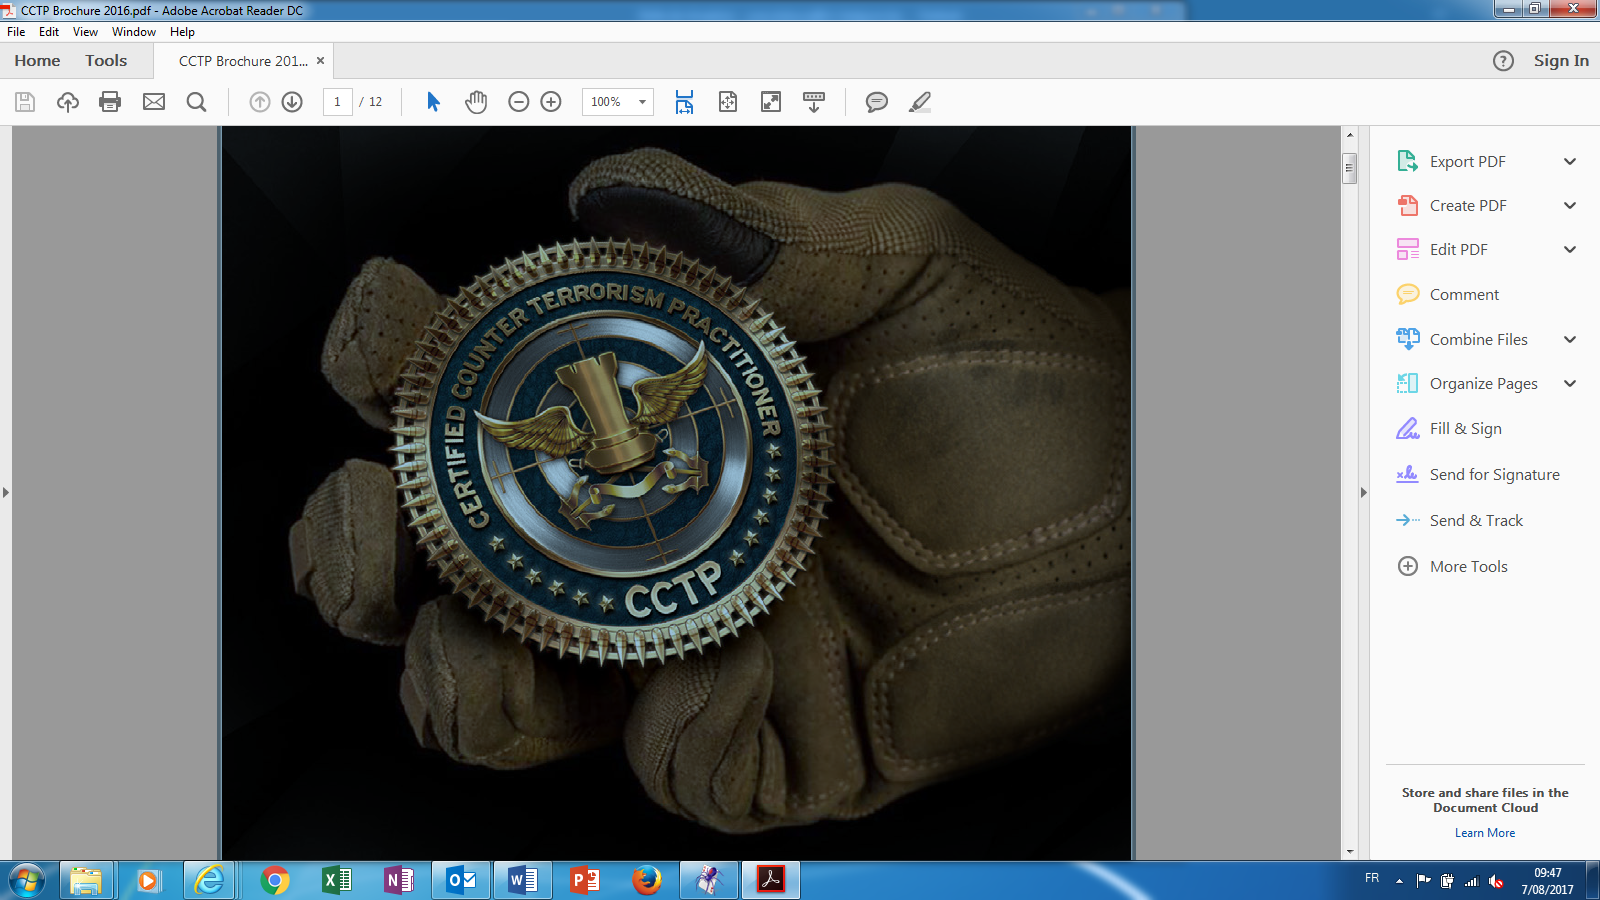 CCTP Brochure 2016.pdf - Adobe Acrobat Reader DC
File Edit View Window Help
Home Tools CCTP Brochure 201... × Sign In
1 / 12 100%
CERTIFIED COUNTER TERRORISM PRACTITIONER
CCTP
Export PDF
Create PDF
Edit PDF
Comment
Combine Files
Organize Pages
Fill & Sign
Send for Signature
Send & Track
More Tools
Store and share files in the
Document Cloud
Learn More
FR 09:47
7/08/2017